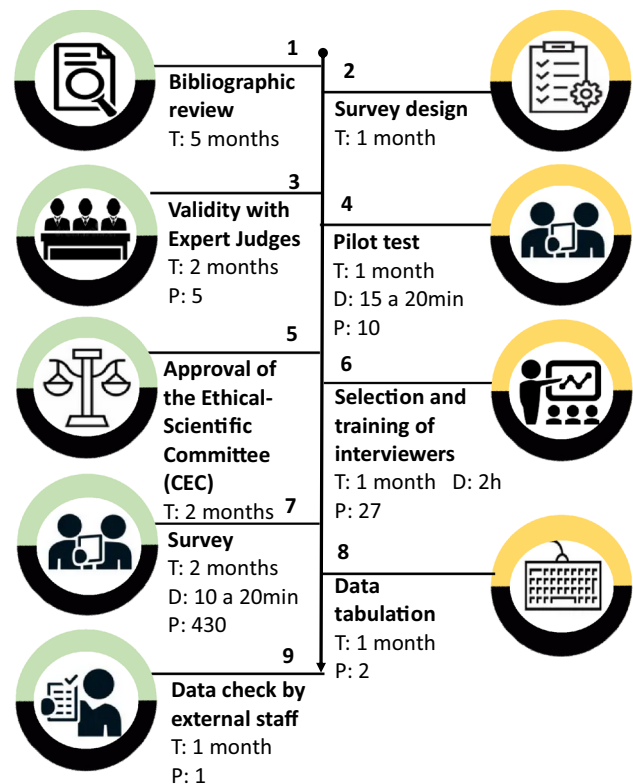 1
Bibliographic
review
T: 5 months
2
Survey design
T: 1 month
3
Validity with
Expert Judges
T: 2 months
P: 5
4
Pilot test
T: 1 month
D: 15 a 20min
P: 10
5
Approval of
the Ethical-
Scientific
Committee
(CEC)
T: 2 months
6
Selection and
training of
interviewers
T: 1 month D: 2h
P: 27
7
Survey
T: 2 months
D: 10 a 20min
P: 430
8
Data
tabulation
T: 1 month
P: 2
9
Data check by
external staff
T: 1 month
P: 1